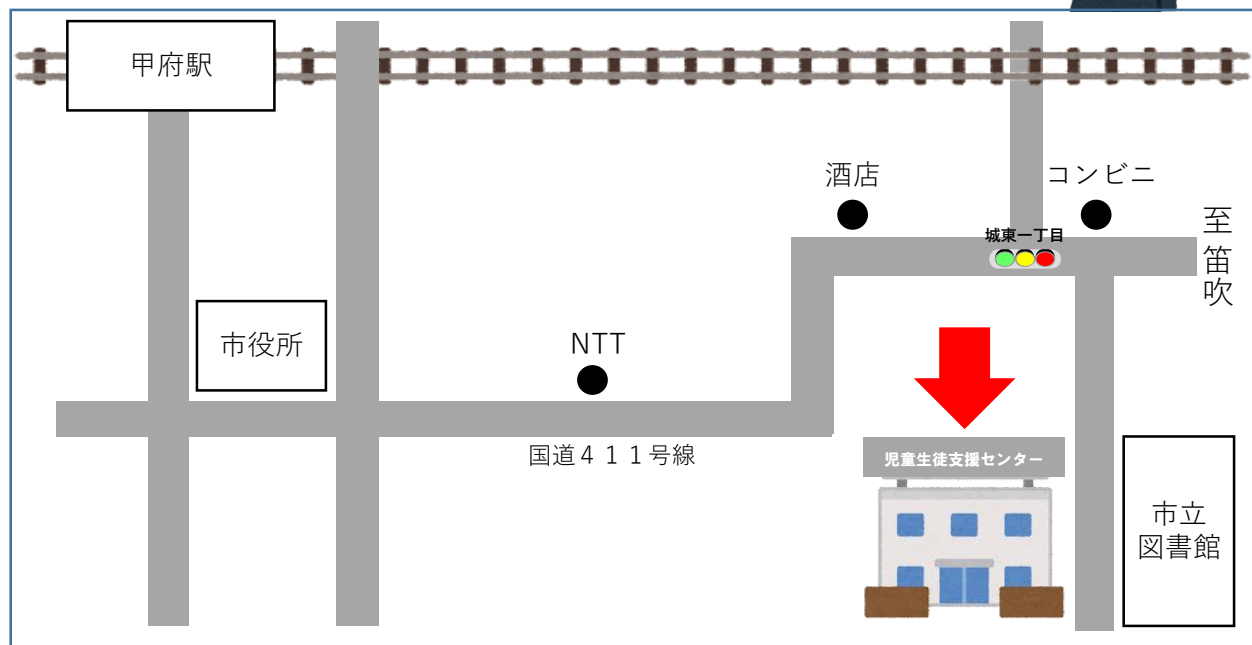 甲府駅
酒店
コンビニ
城東一丁目
至 笛吹
市役所
NTT
国道４１１号線
児童生徒支援センター
市立
図書館